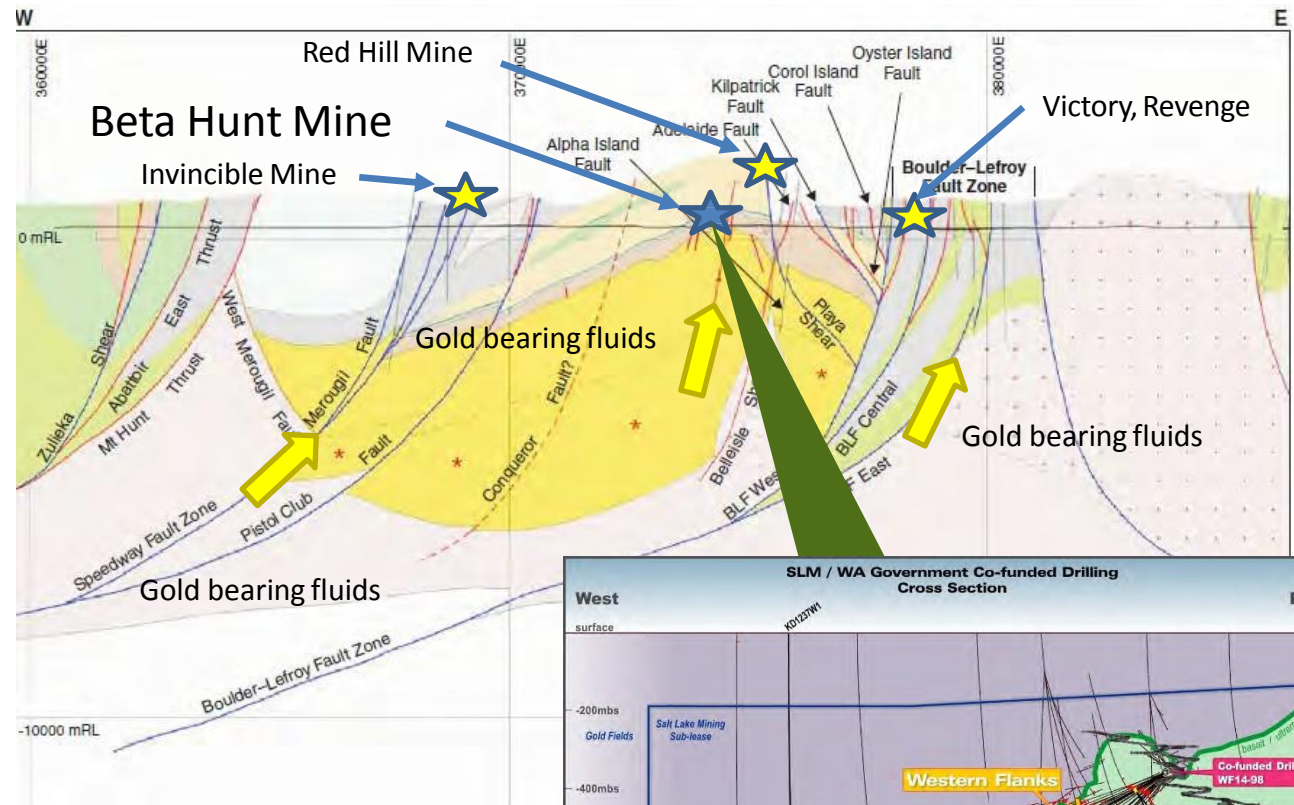 W
E
360000E
370000E
380000E
Red Hill Mine
Oyster Island
Fault
Corol Island
Fault
Kilpatrick
Fault
Beta Hunt Mine
Adelaide Fault
Victory, Revenge
Alpha Island
Fault
Invincible Mine
Boulder–Lefroy
Fault Zone
0 mRL
Zulieka
Shear
Abattoir
East
Thrust
Mt Hunt
Thrust
West
Merougil
Merougil
Fault
Gold bearing fluids
Playa
Shear
Conqueror
Fault?
Belleisle
BLF West
BLF Central
East
Gold bearing fluids
Speedway Fault Zone
Pistol Club
Fault
Gold bearing fluids
Boulder–Lefroy Fault Zone
-10000 mRL
SLM / WA Government Co-funded Drilling
Cross Section
West
KD1237W1
surface
-200mbs
Gold Fields
Salt Lake Mining
Sub-lease
basalt /
Western Flanks
Co-funded
WF14-98
-400mbs